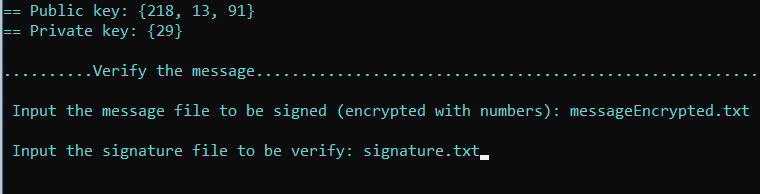 == Public key: {218, 13, 91}
== Private key: {29}
..........Verify the message.........................................................
Input the message file to be signed (encrypted with numbers): messageEncrypted.txt
Input the signature file to be verify: signature.txt